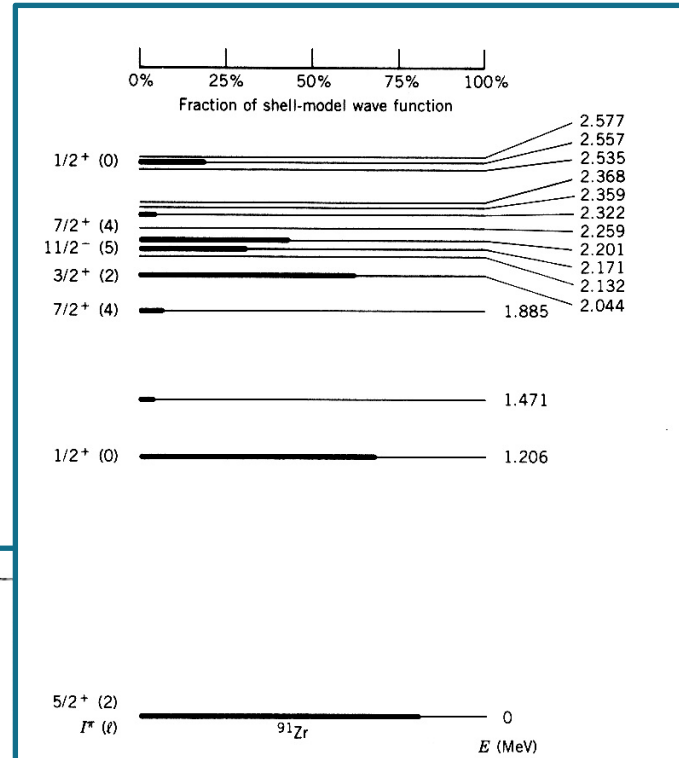 0% 25% 50% 75% 100%
Fraction of shell-model wave function
2.577
1/2⁺ (0) 2.557
2.535
2.368
2.359
2.322
7/2⁺ (4) 2.259
11/2⁻ (5) 2.201
2.171
3/2⁺ (2) 2.132
2.044
7/2⁺ (4) 1.885
1.471
1/2⁺ (0) 1.206
5/2⁺ (2) 0
Iπ (ℓ) ⁹¹Zr E (MeV)